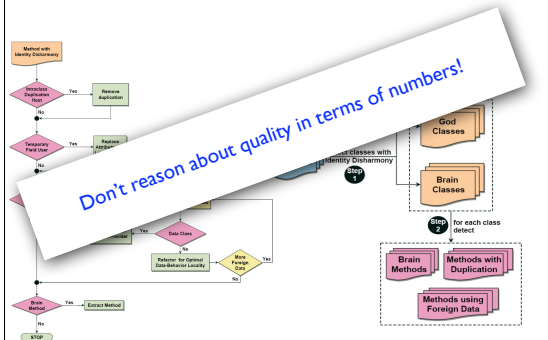 Method with
Identity Disharmony
Intraclass
Duplication
Host
Yes
Remove
duplication
No
Temporary
Field User
Yes
Replace
No
Don't reason about quality in terms of numbers!
Yes
Data Class
No
Refactor for Optimal
Data-Behavior Locality
More
Foreign
Data
Yes
No
Brain
Method
Yes
Extract Method
No
STOP
God
Classes
classes with
Identity Disharmony
Step
1
Brain
Classes
Step
2
for each class
detect
Brain
Methods
Methods with
Duplication
Methods using
Foreign Data